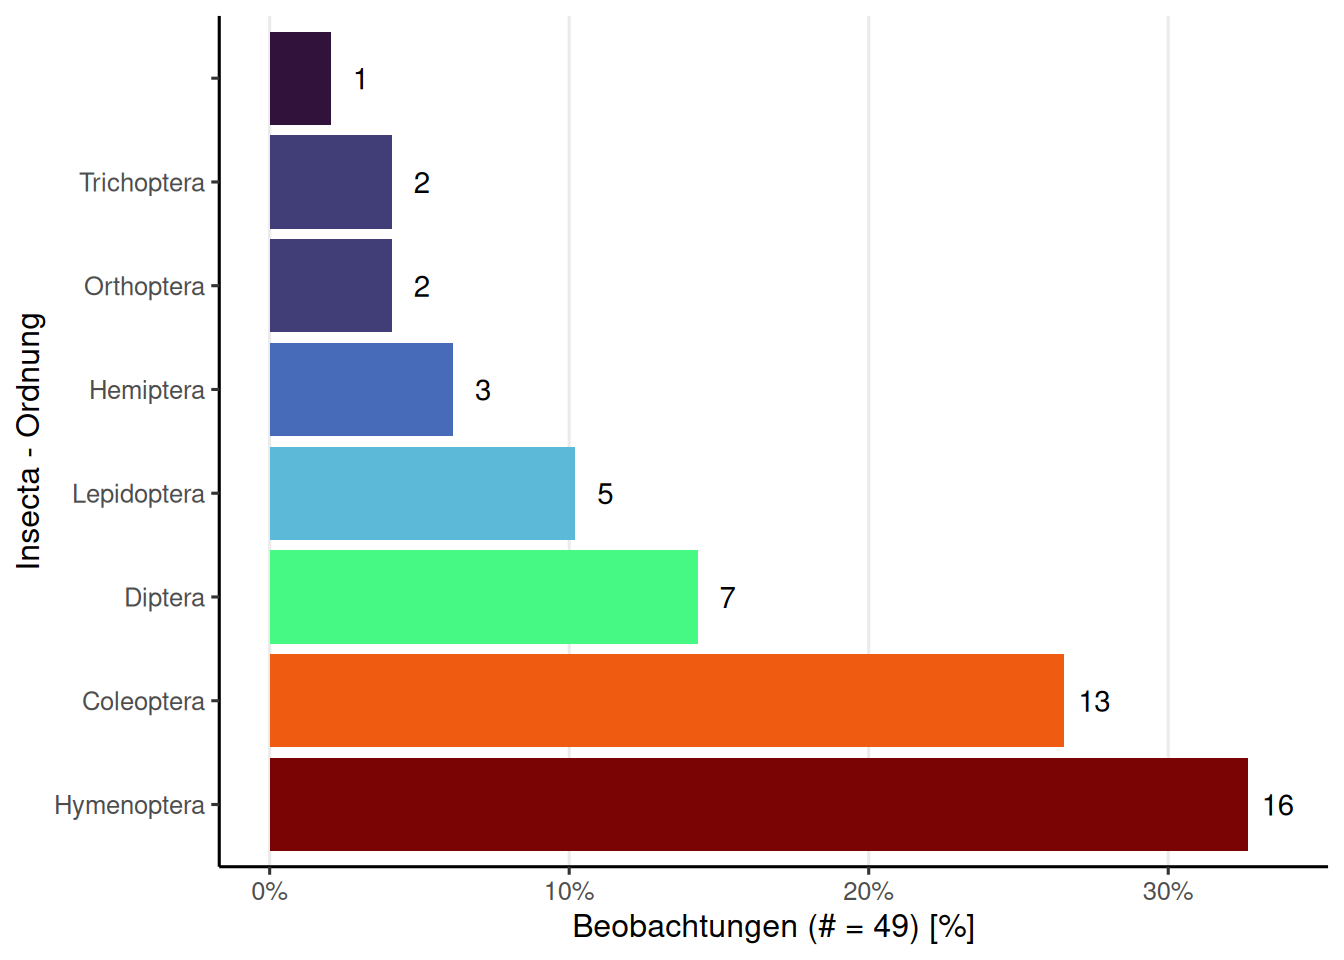 1
Trichoptera 2
Orthoptera 2
Hemiptera 3
Lepidoptera 5
Diptera 7
Coleoptera 13
Hymenoptera 16
0% 10% 20% 30%
Beobachtungen (# = 49) [%]
Insecta - Ordnung